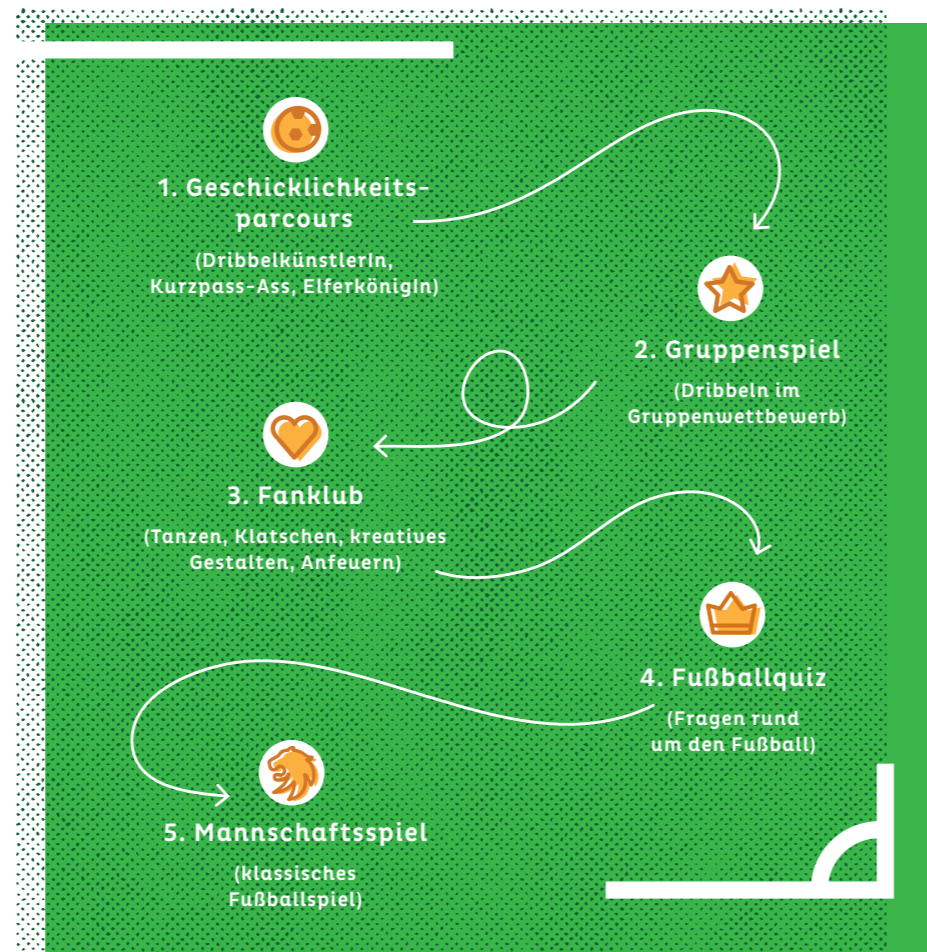 1. Geschicklichkeits-
parcours
(DribbelkünstlerIn,
Kurzpass-Ass, ElferkönigIn)
2. Gruppenspiel
(Dribbeln im
Gruppenwettbewerb)
3. Fanklub
(Tanzen, Klatschen, kreatives
Gestalten, Anfeuern)
4. Fußballquiz
(Fragen rund
um den Fußball)
5. Mannschaftsspiel
(klassisches
Fußballspiel)